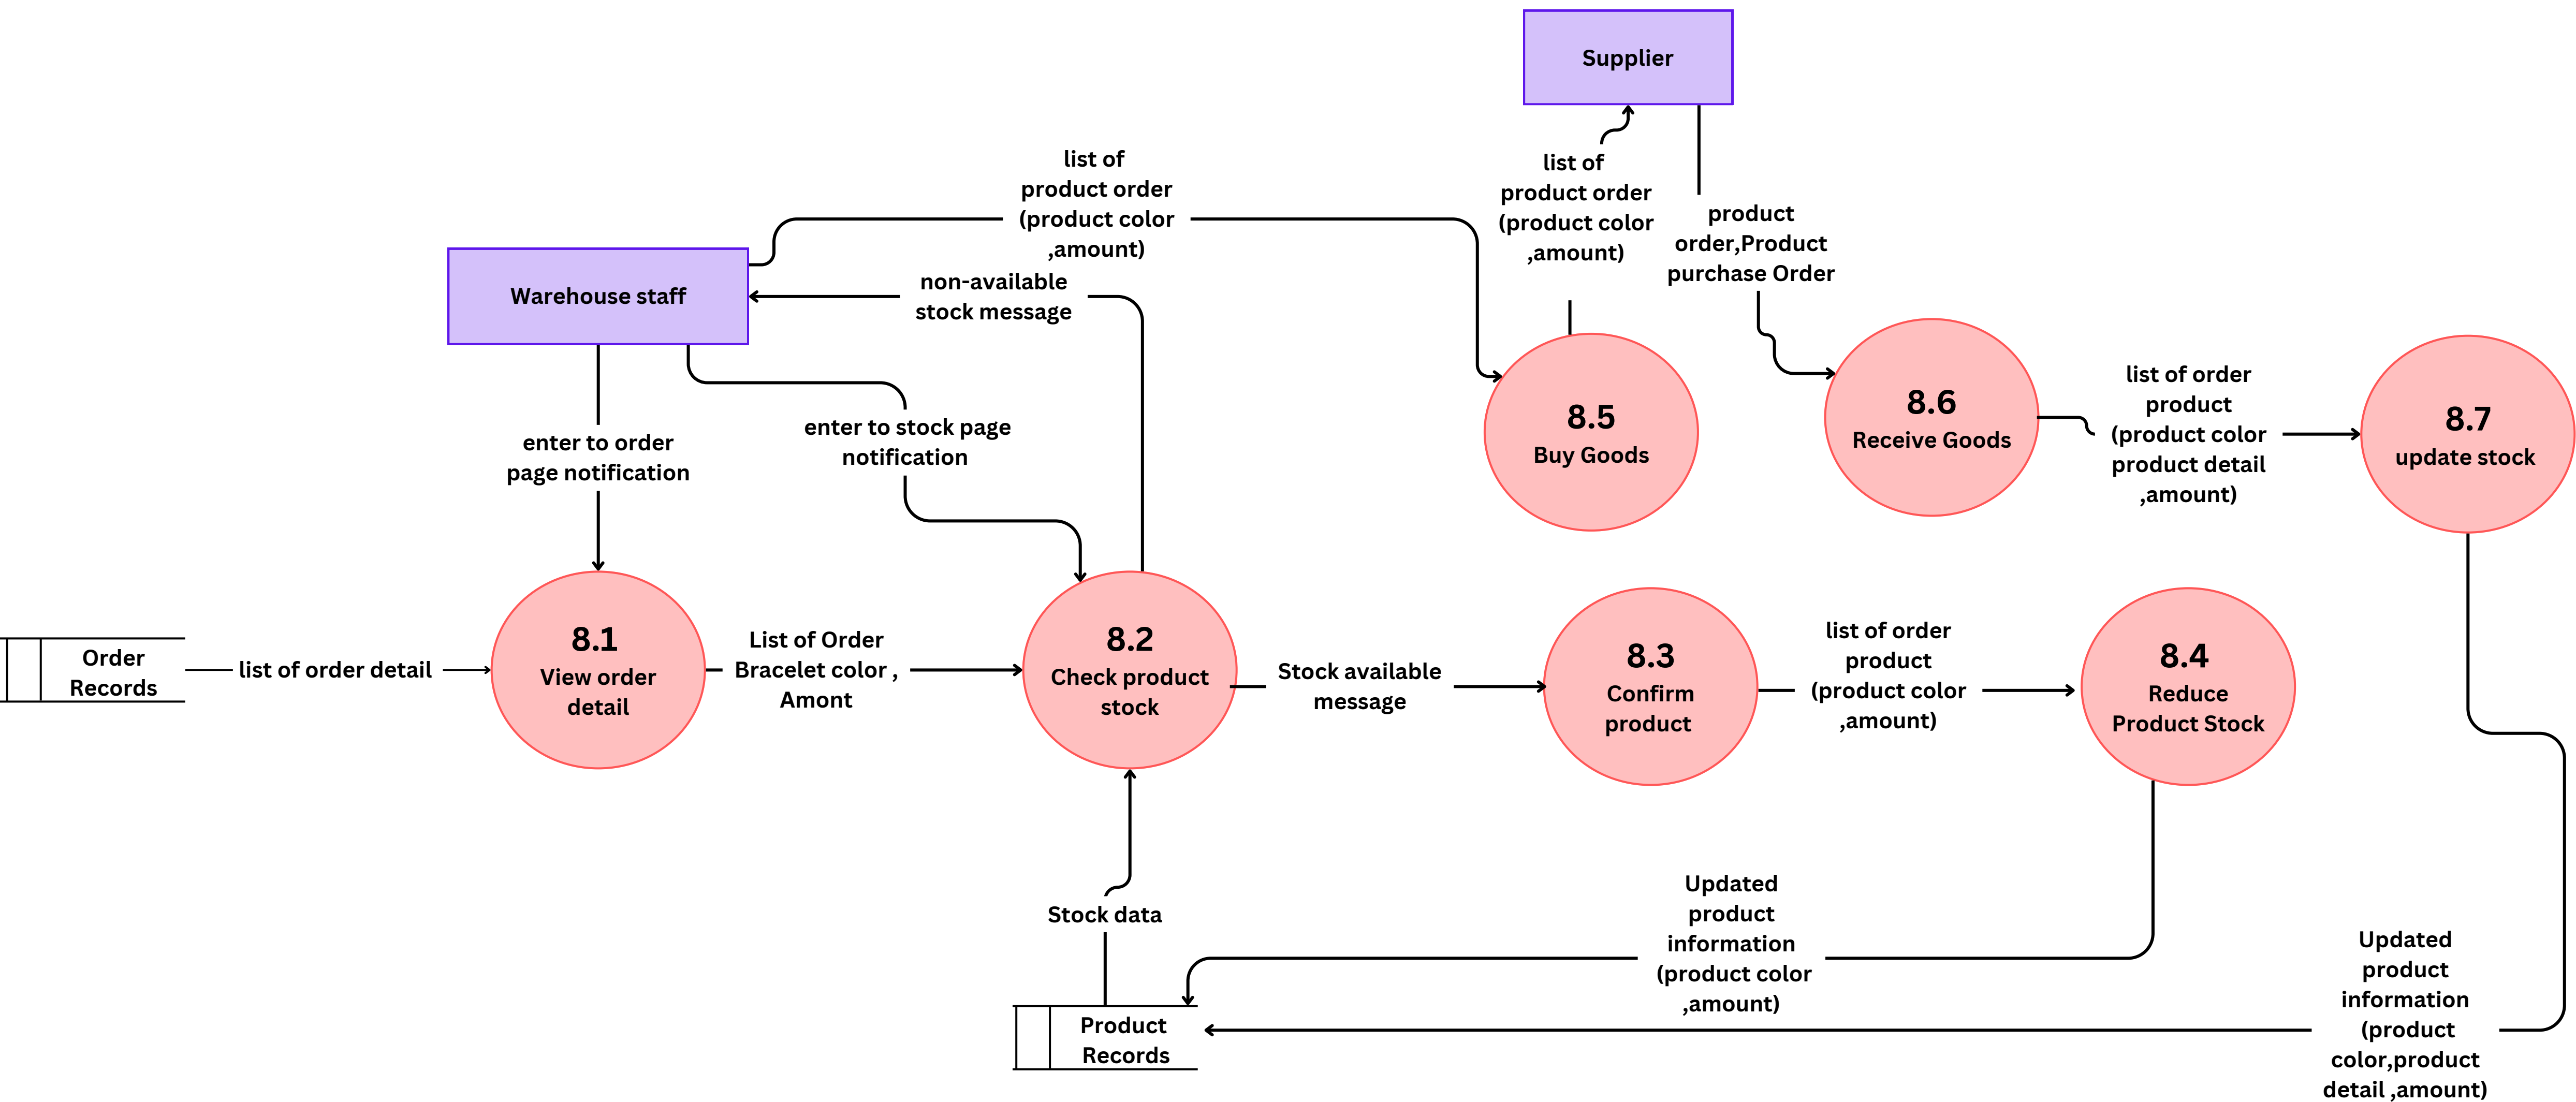 Supplier
list of
product order
(product color
,amount)
list of
product order
(product color
,amount)
product
order,Product
purchase Order
Warehouse staff
non-available
stock message
enter to order
page notification
enter to stock page
notification
8.5
Buy Goods
8.6
Receive Goods
list of order
product
(product color
product detail
,amount)
8.7
update stock
Order
Records
list of order detail
8.1
View order
detail
List of Order
Bracelet color ,
Amont
8.2
Check product
stock
Stock available
message
8.3
Confirm
product
list of order
product
(product color
,amount)
8.4
Reduce
Product Stock
Stock data
Updated
product
information
(product color
,amount)
Updated
product
information
(product
color,product
detail ,amount)
Product
Records